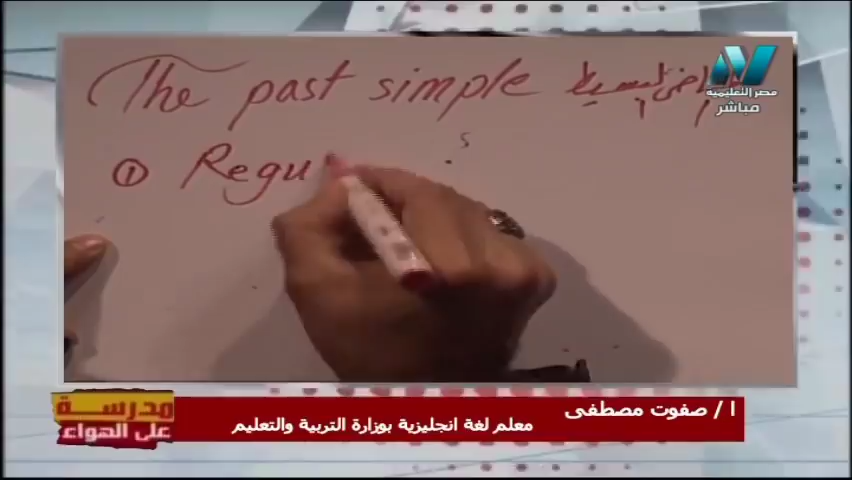 The past simple الماضى البسيط
① Regu
مصر التعليمية
مباشر
ا / صفوت مصطفى
معلم لغة انجليزية بوزارة التربية والتعليم
مدرسة
على الهواء